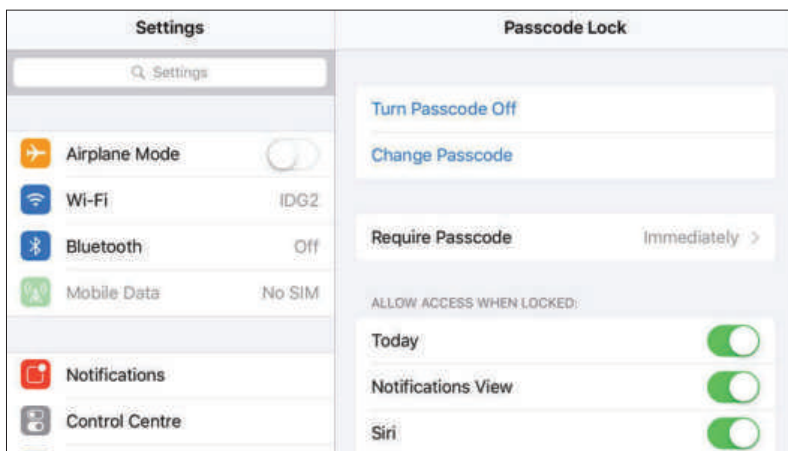 Settings
Settings
Airplane Mode
Wi-Fi IDG2
Bluetooth Off
Mobile Data No SIM
Notifications
Control Centre
Passcode Lock
Turn Passcode Off
Change Passcode
Require Passcode Immediately
ALLOW ACCESS WHEN LOCKED:
Today
Notifications View
Siri